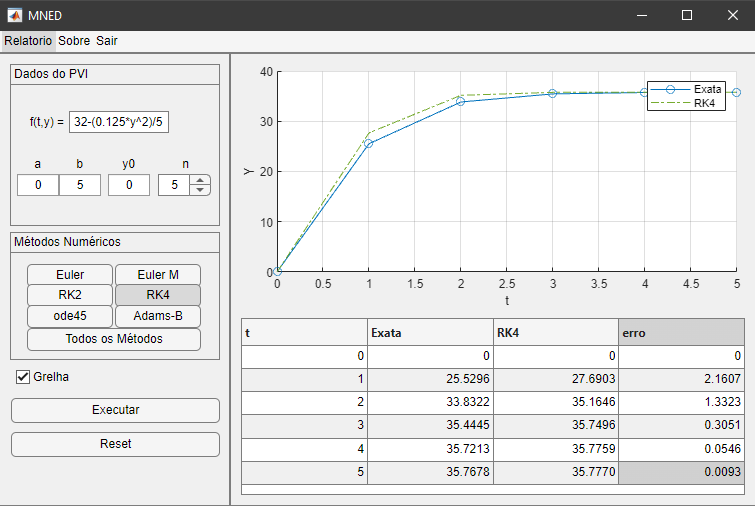 MNED
Relatorio Sobre Sair
Dados do PVI
f(t,y) = 32-(0.125*y^2)/5
a b y0 n
0 5 0 5
Métodos Numéricos
Euler Euler M
RK2 RK4
ode45 Adams-B
Todos os Métodos
Grelha
Executar
Reset
40
30
20
10
0
Y
0 0.5 1 1.5 2 2.5 3 3.5 4 4.5 5
t
Exata
RK4
t Exata RK4 erro
0 0 0 0
1 25.5296 27.6903 2.1607
2 33.8322 35.1646 1.3323
3 35.4445 35.7496 0.3051
4 35.7213 35.7759 0.0546
5 35.7678 35.7770 0.0093